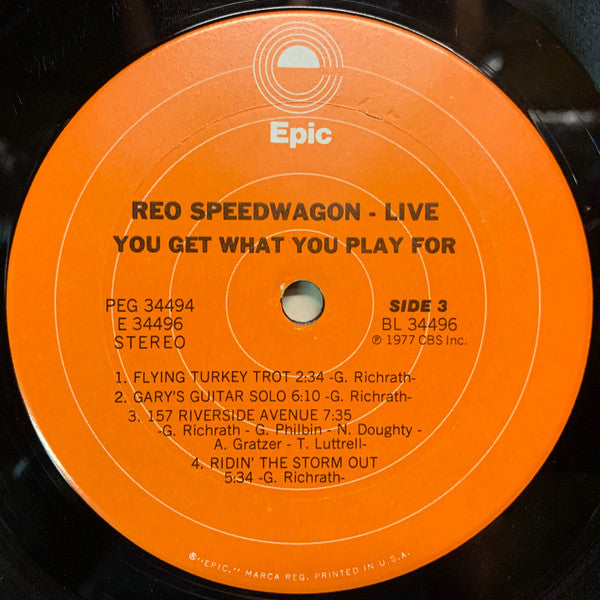 Epic
REO SPEEDWAGON - LIVE
YOU GET WHAT YOU PLAY FOR
PEG 34494
E 34496
STEREO
SIDE 3
BL 34496
℗ 1977 CBS Inc.
1. FLYING TURKEY TROT 2:34 -G. Richrath-
2. GARY'S GUITAR SOLO 6:10 -G. Richrath-
3. 157 RIVERSIDE AVENUE 7:35
-G. Richrath - G. Philbin - N. Doughty -
A. Gratzer - T. Luttrell-
4. RIDIN' THE STORM OUT
5:34 -G. Richrath-
®"EPIC," MARCA REG. PRINTED IN U.S.A.